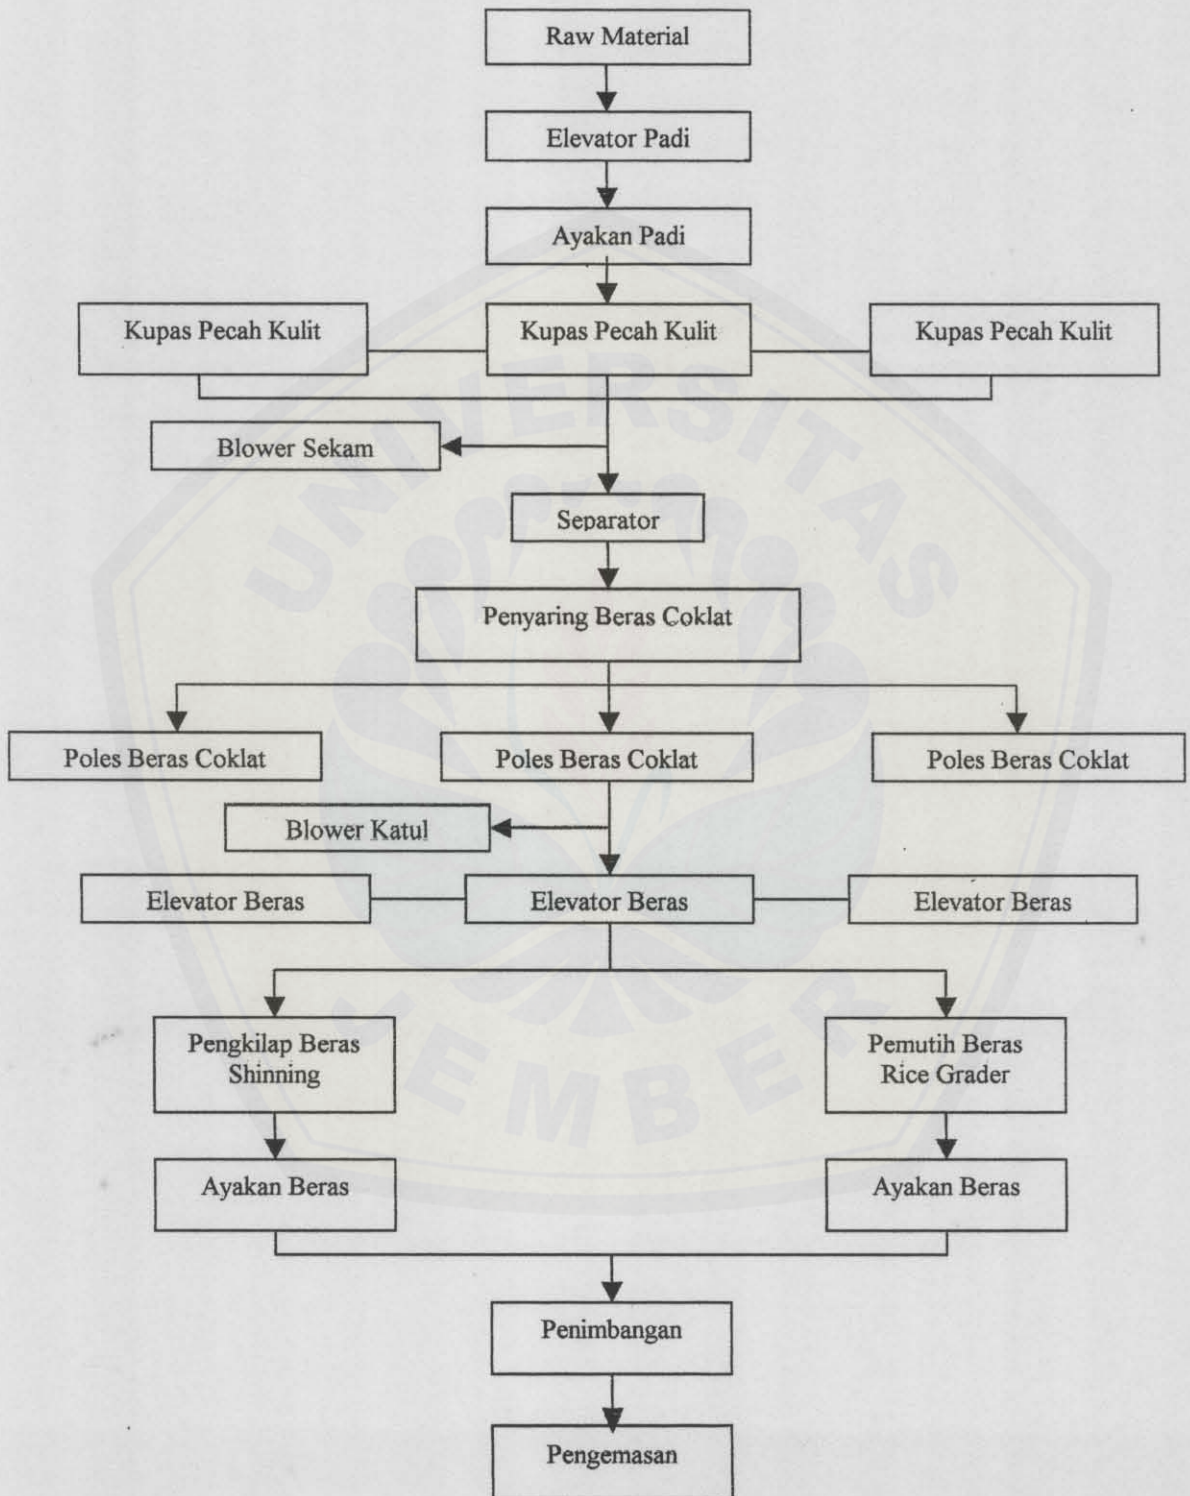 Raw Material
Elevator Padi
Ayakan Padi
Kupas Pecah Kulit
Kupas Pecah Kulit
Kupas Pecah Kulit
Blower Sekam
Separator
Penyaring Beras Coklat
Poles Beras Coklat
Poles Beras Coklat
Poles Beras Coklat
Blower Katul
Elevator Beras
Elevator Beras
Elevator Beras
Pengkilap Beras
Shinning
Pemutih Beras
Rice Grader
Ayakan Beras
Ayakan Beras
Penimbangan
Pengemasan
UNIVERSITAS
JEMBER